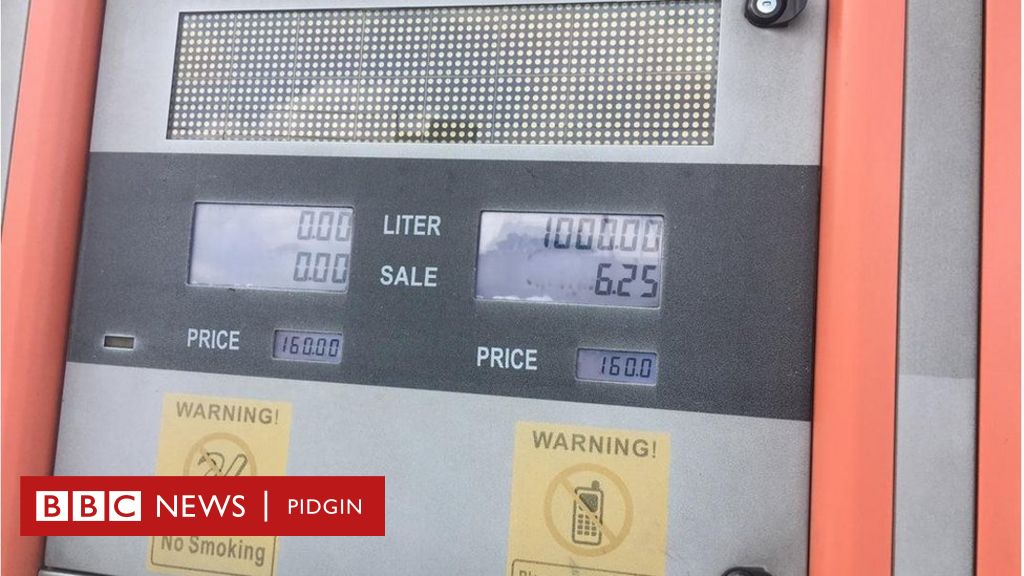 0.00 LITER 1000.00
0.00 SALE 6.25
PRICE 160.00
PRICE 160.0
WARNING!
No Smoking
WARNING!
BBC NEWS | PIDGIN